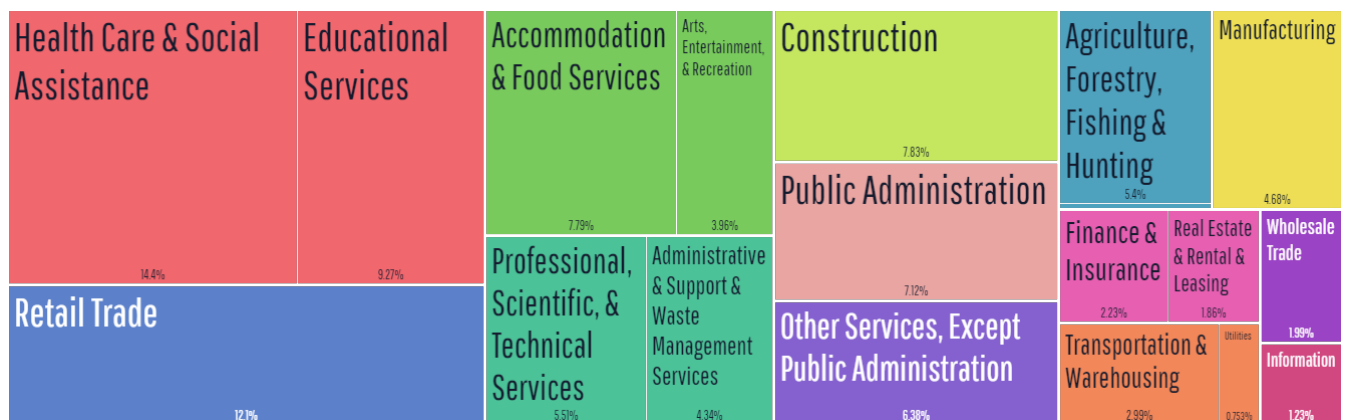 Health Care & Social
Assistance
14.4%
Educational
Services
9.27%
Retail Trade
12.1%
Accommodation
& Food Services
7.79%
Arts,
Entertainment,
& Recreation
3.96%
Professional,
Scientific, &
Technical
Services
5.51%
Administrative
& Support &
Waste
Management
Services
4.34%
Construction
7.83%
Public Administration
7.12%
Other Services, Except
Public Administration
6.38%
Agriculture,
Forestry,
Fishing &
Hunting
5.4%
Manufacturing
4.68%
Finance &
Insurance
2.23%
Real Estate
& Rental &
Leasing
1.86%
Wholesale
Trade
1.99%
Transportation &
Warehousing
2.99%
Utilities
0.753%
Information
1.23%